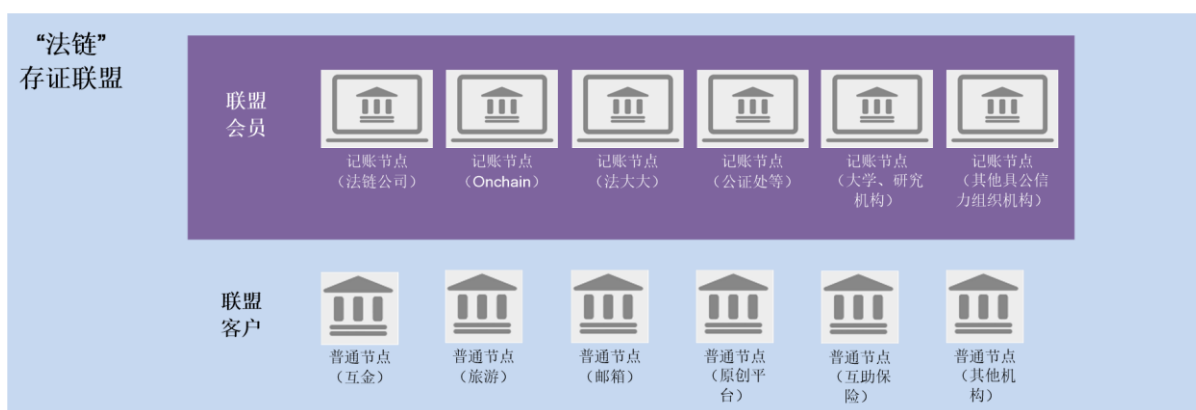 “法链”
存证联盟
联盟
会员
记账节点
（法链公司）
记账节点
（Onchain）
记账节点
（法大大）
记账节点
（公证处等）
记账节点
（大学、研究
机构）
记账节点
（其他具公信
力组织机构）
联盟
客户
普通节点
（互金）
普通节点
（旅游）
普通节点
（邮箱）
普通节点
（原创平
台）
普通节点
（互助保
险）
普通节点
（其他机
构）